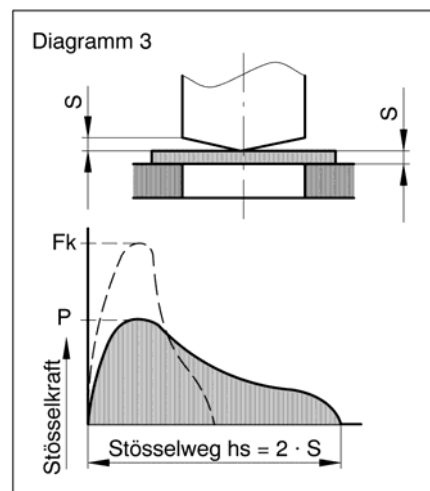 Diagramm 3
S
S
Fk
P
Stösselkraft
Stösselweg hs = 2 · S